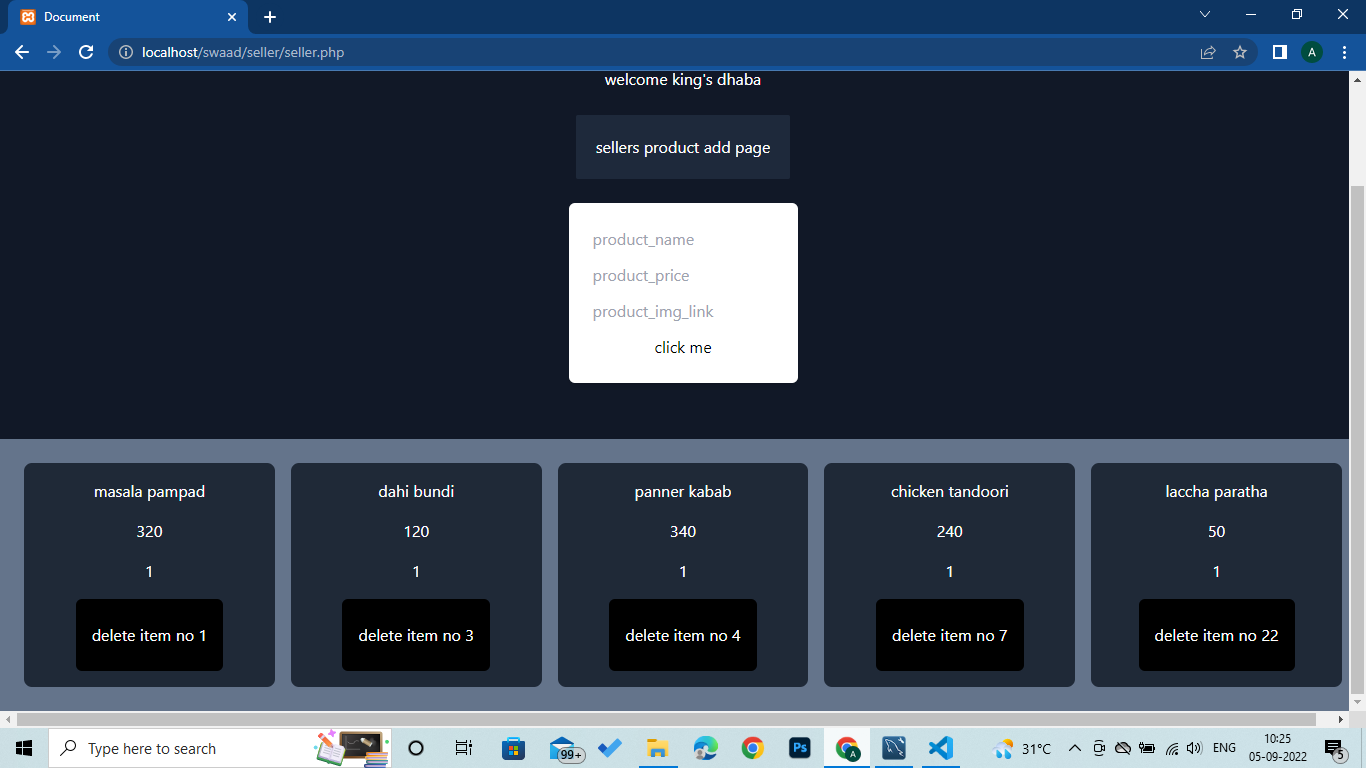 Document
localhost/swaad/seller/seller.php
A
welcome king's dhaba
sellers product add page
product_name
product_price
product_img_link
click me
masala pampad
320
1
delete item no 1
dahi bundi
120
1
delete item no 3
panner kabab
340
1
delete item no 4
chicken tandoori
240
1
delete item no 7
laccha paratha
50
1
delete item no 22
Type here to search
99+
Ps
A
31°C
ENG
10:25
05-09-2022
5